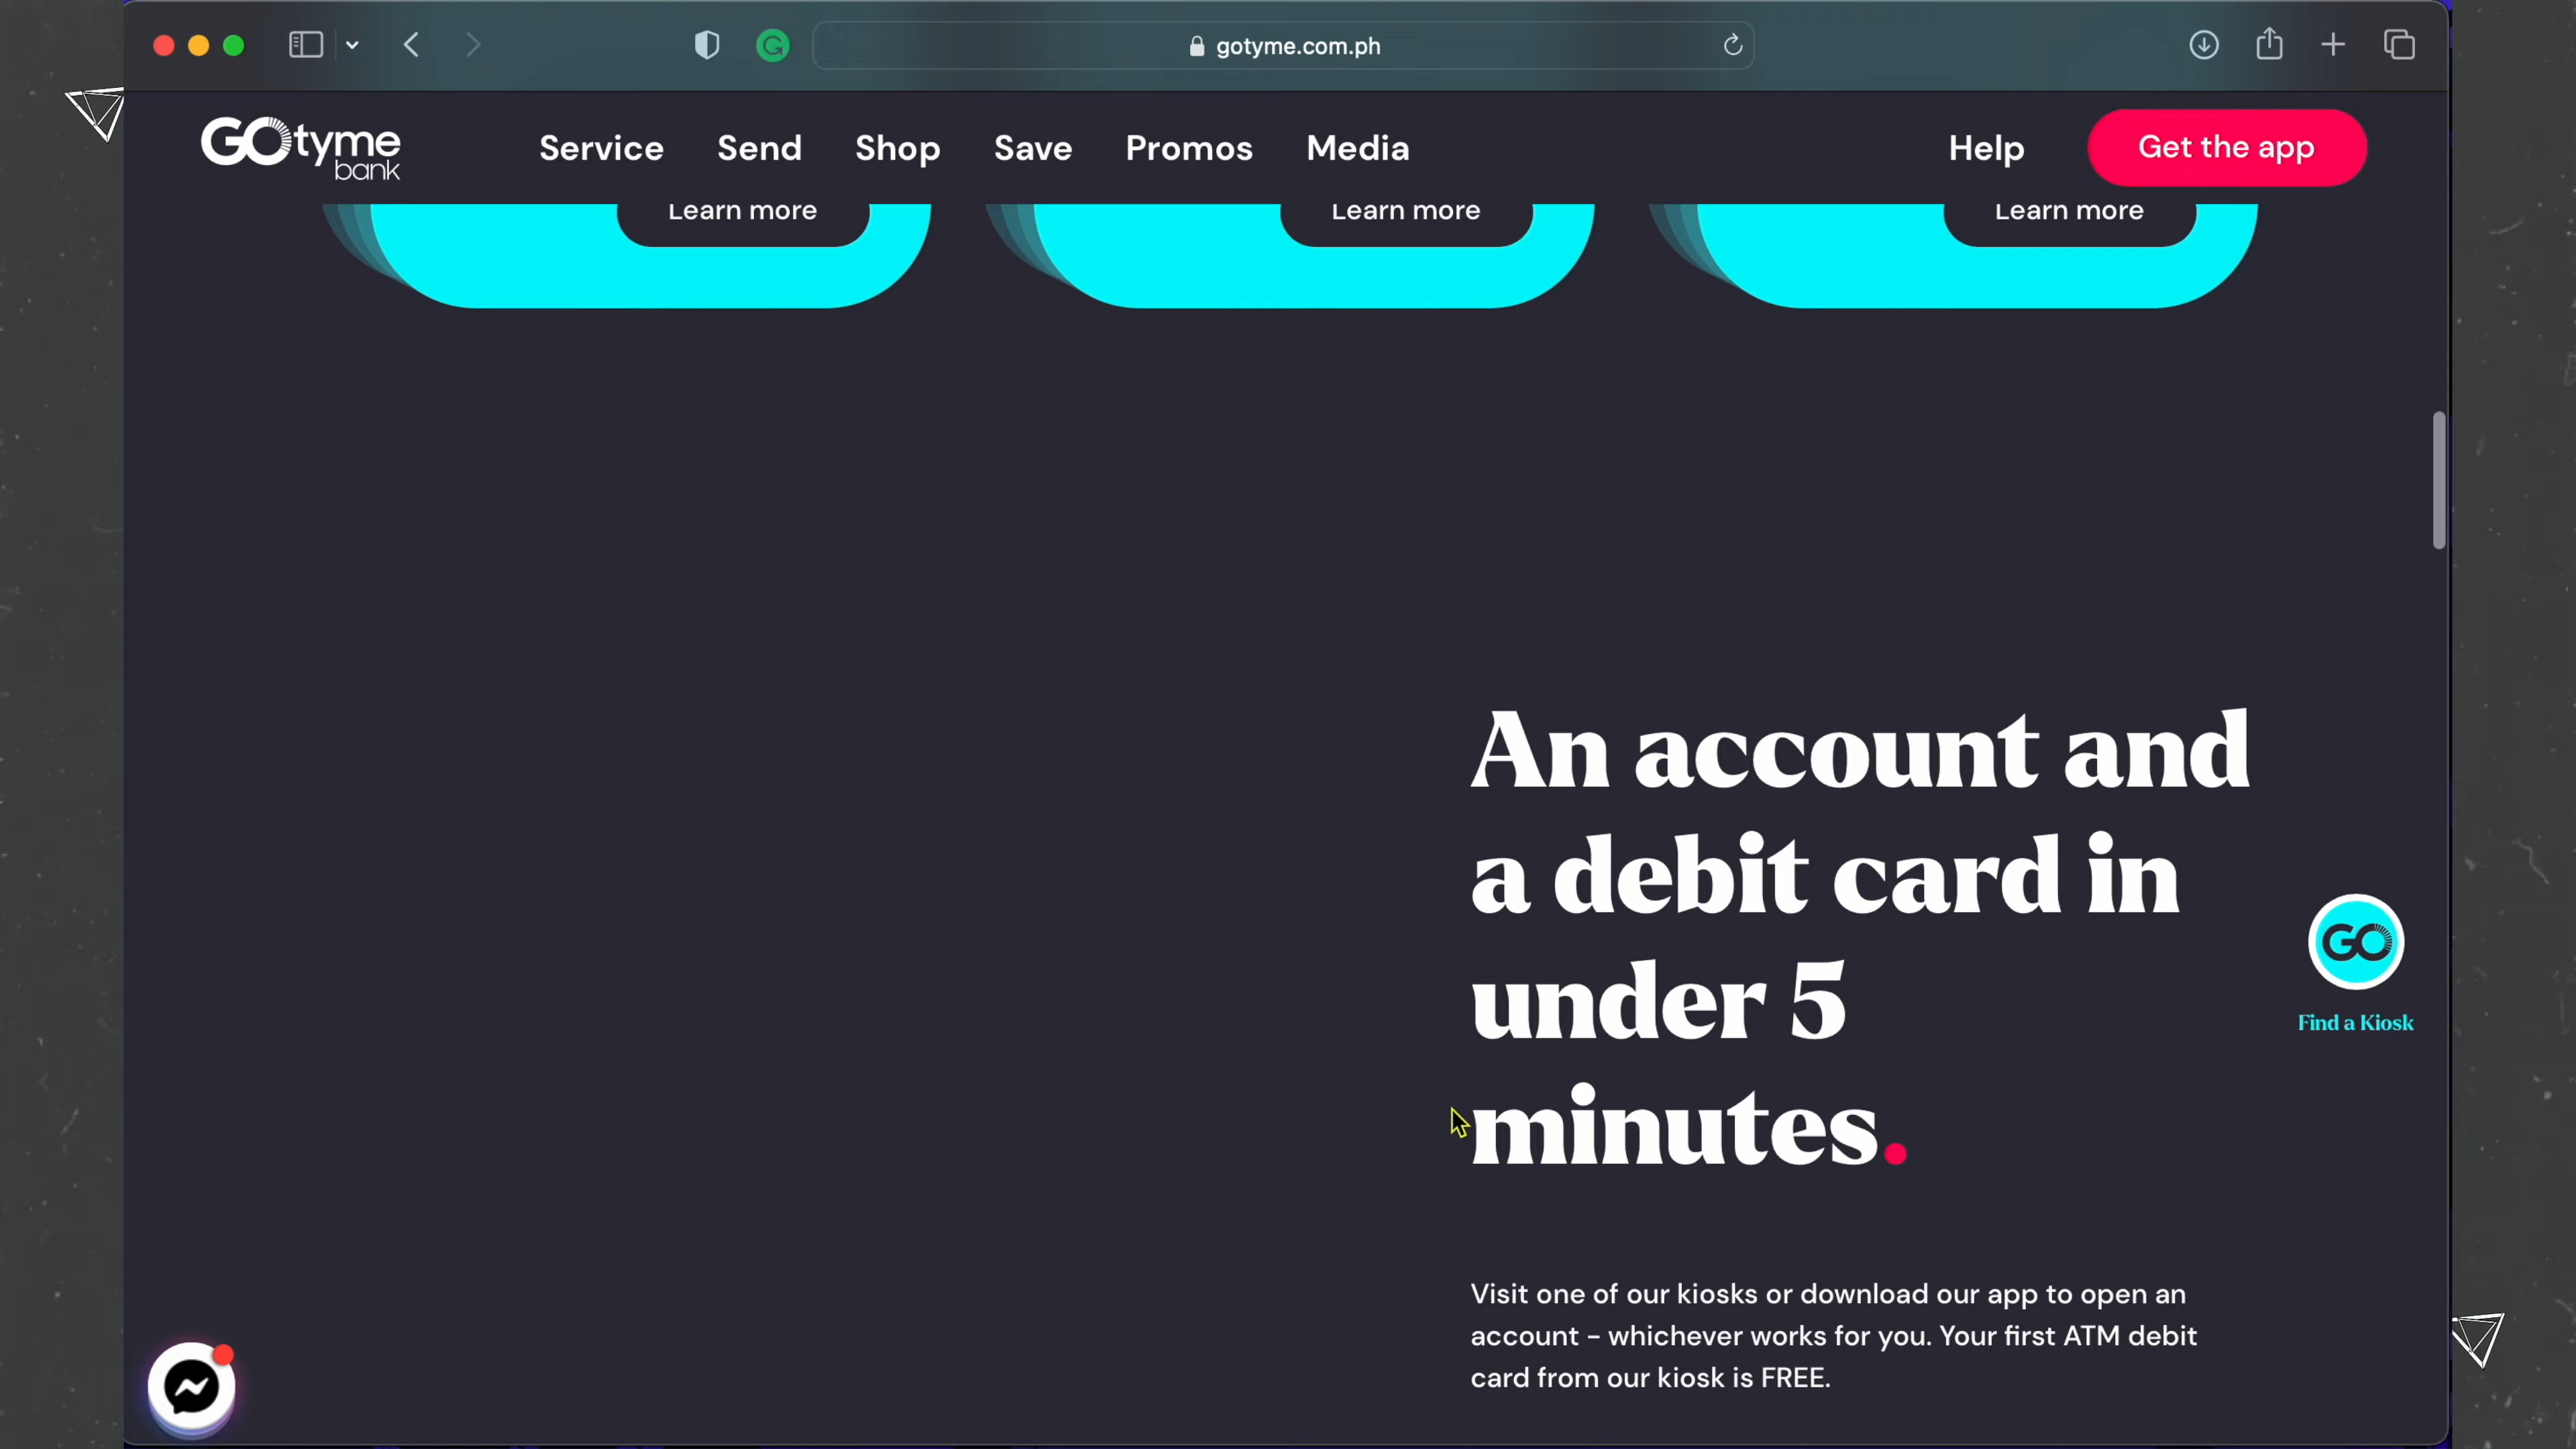 gotyme.com.ph
GOtyme
bank
Service Send Shop Save Promos Media Help Get the app
Learn more Learn more Learn more
An account and
a debit card in
under 5
minutes.
GO
Find a Kiosk
Visit one of our kiosks or download our app to open an
account – whichever works for you. Your first ATM debit
card from our kiosk is FREE.